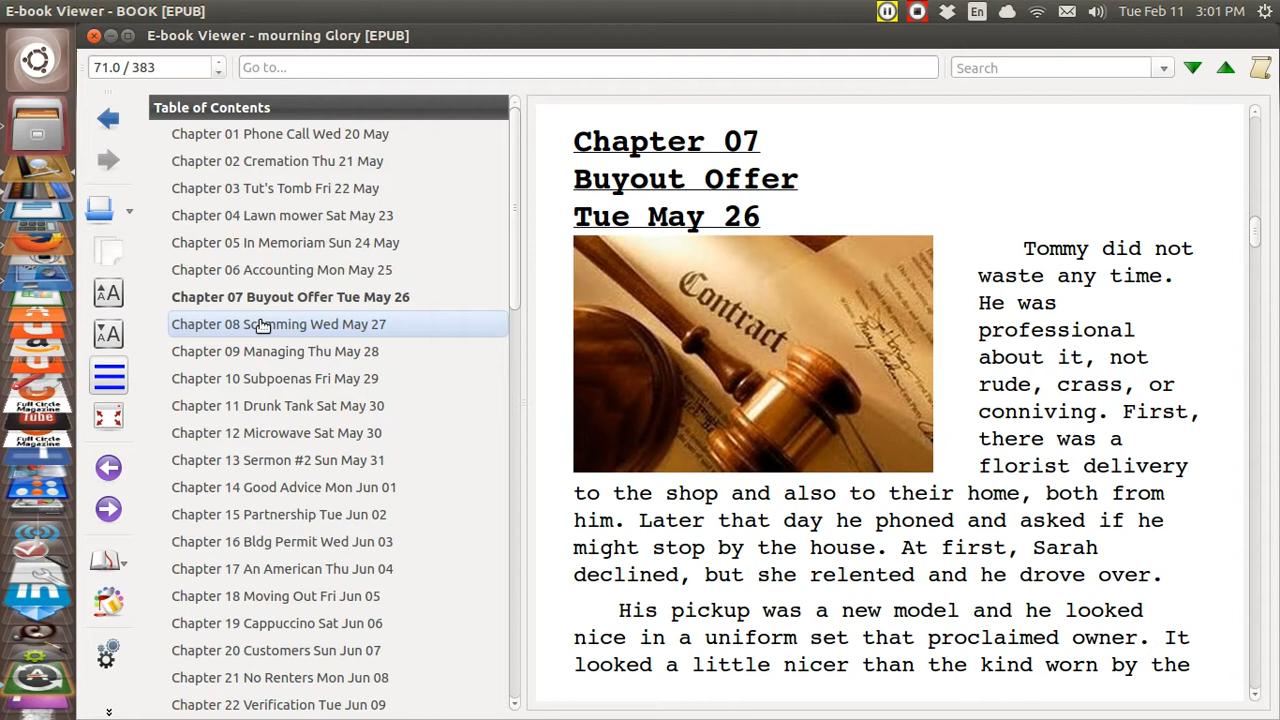 E-book Viewer - BOOK [EPUB]
En
Tue Feb 11 3:01 PM
E-book Viewer - mourning Glory [EPUB]
71.0 / 383
Go to...
Search
Table of Contents
Chapter 01 Phone Call Wed 20 May
Chapter 02 Cremation Thu 21 May
Chapter 03 Tut's Tomb Fri 22 May
Chapter 04 Lawn mower Sat May 23
Chapter 05 In Memoriam Sun 24 May
Chapter 06 Accounting Mon May 25
Chapter 07 Buyout Offer Tue May 26
Chapter 08 Scamming Wed May 27
Chapter 09 Managing Thu May 28
Chapter 10 Subpoenas Fri May 29
Chapter 11 Drunk Tank Sat May 30
Chapter 12 Microwave Sat May 30
Chapter 13 Sermon #2 Sun May 31
Chapter 14 Good Advice Mon Jun 01
Chapter 15 Partnership Tue Jun 02
Chapter 16 Bldg Permit Wed Jun 03
Chapter 17 An American Thu Jun 04
Chapter 18 Moving Out Fri Jun 05
Chapter 19 Cappuccino Sat Jun 06
Chapter 20 Customers Sun Jun 07
Chapter 21 No Renters Mon Jun 08
Chapter 22 Verification Tue Jun 09
Chapter 07
Buyout Offer
Tue May 26
Contract
Tommy did not
waste any time.
He was
professional
about it, not
rude, crass, or
conniving. First,
there was a
florist delivery
to the shop and also to their home, both from
him. Later that day he phoned and asked if he
might stop by the house. At first, Sarah
declined, but she relented and he drove over.
His pickup was a new model and he looked
nice in a uniform set that proclaimed owner. It
looked a little nicer than the kind worn by the
A A
A A
Full Circle
Magazine
Tube
Full Circle
Magazine
in